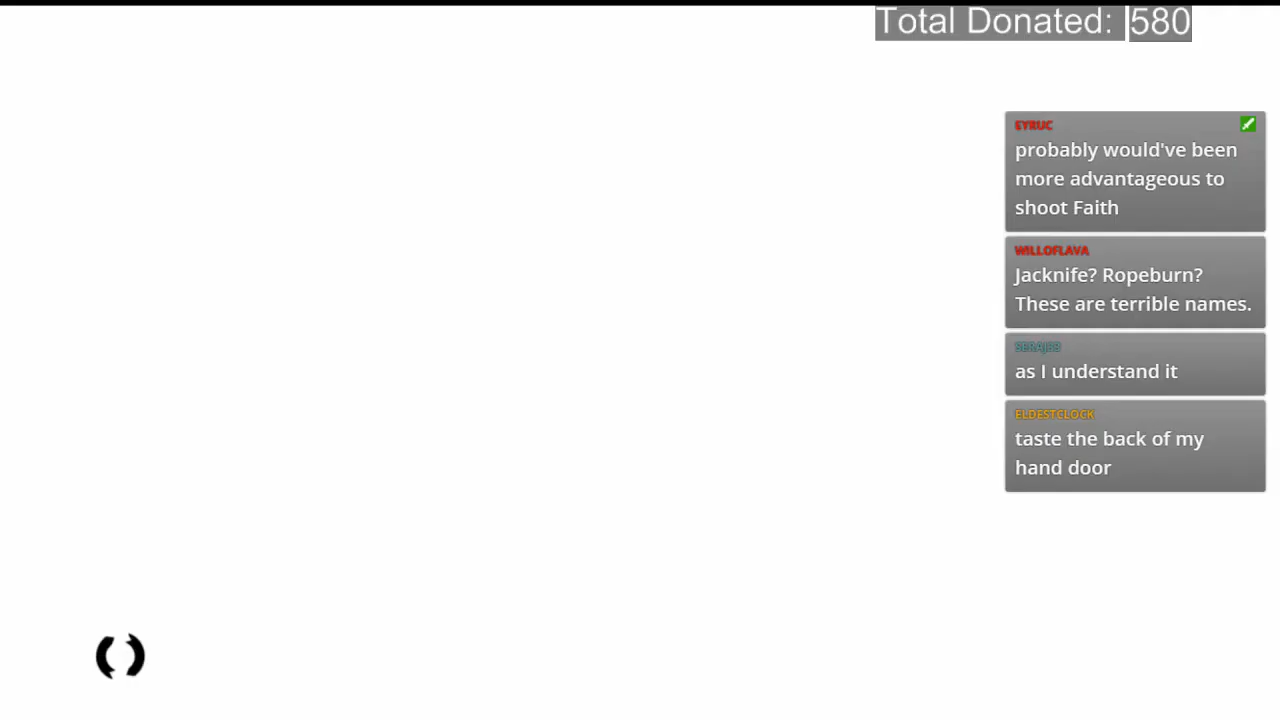 Total Donated: 580
EYRUC
probably would've been
more advantageous to
shoot Faith
WILLOFLAVA
Jacknife? Ropeburn?
These are terrible names.
as I understand it
ELDESTCLOCK
taste the back of my
hand door